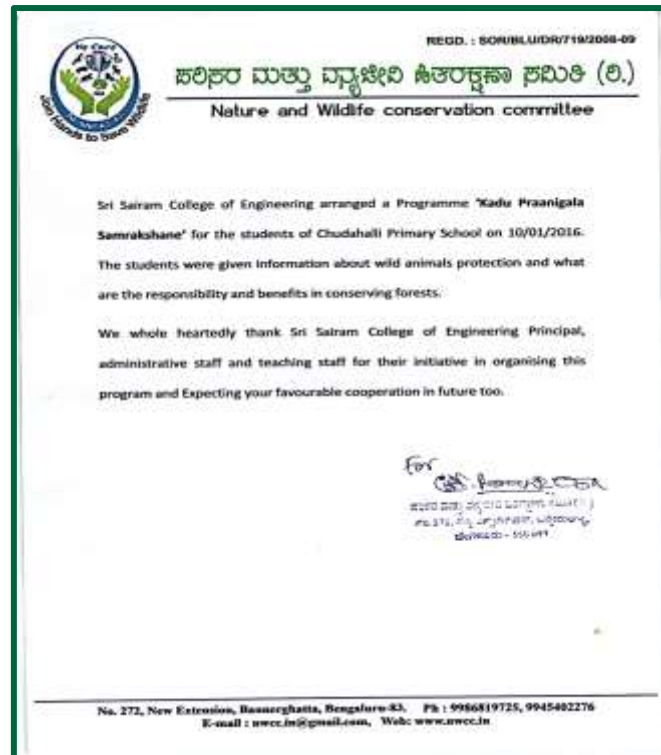 REGD. : SOR/BLU/DR/719/2008-09
ಪರಿಸರ ಮತ್ತು ವನ್ಯಜೀವಿ ಹಿತರಕ್ಷಣಾ ಸಮಿತಿ (ರಿ.)
Nature and Wildlife conservation committee
Join Hands to Save Wildlife
Sri Sairam College of Engineering arranged a Programme 'Kadu Praanigala
Samrakshane' for the students of Chudahalli Primary School on 10/01/2016.
The students were given information about wild animals protection and what
are the responsibility and benefits in conserving forests.
We whole heartedly thank Sri Sairam College of Engineering Principal,
administrative staff and teaching staff for their initiative in organising this
program and Expecting your favourable cooperation in future too.
For
No. 272, New Extension, Bannerghatta, Bengaluru-83. Ph : 9986819725, 9945402276
E-mail : nwcc.in@gmail.com, Web: www.nwcc.in